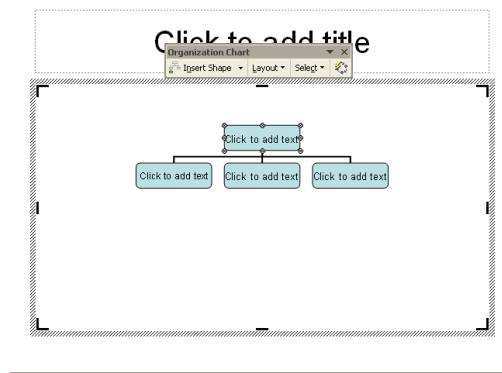 Click to add title
Organization Chart
Insert Shape Layout Select
Click to add text
Click to add text Click to add text Click to add text